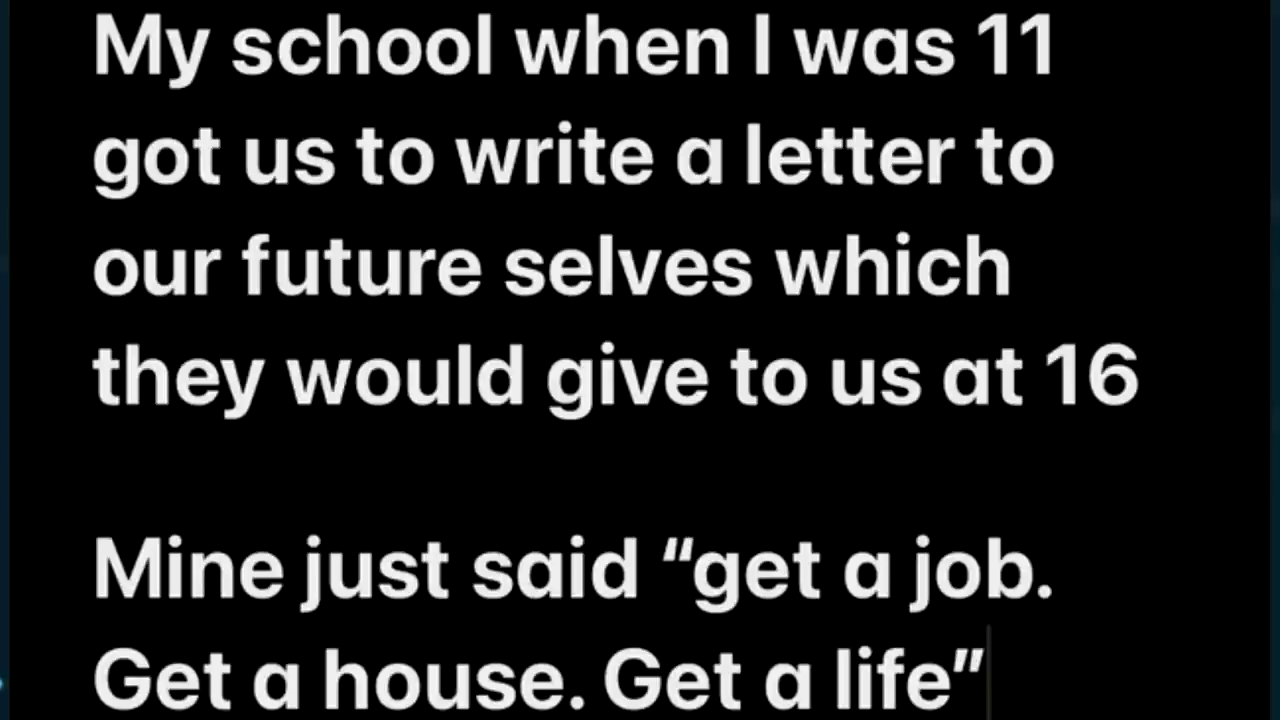 My school when I was 11
got us to write a letter to
our future selves which
they would give to us at 16
Mine just said “get a job.
Get a house. Get a life”